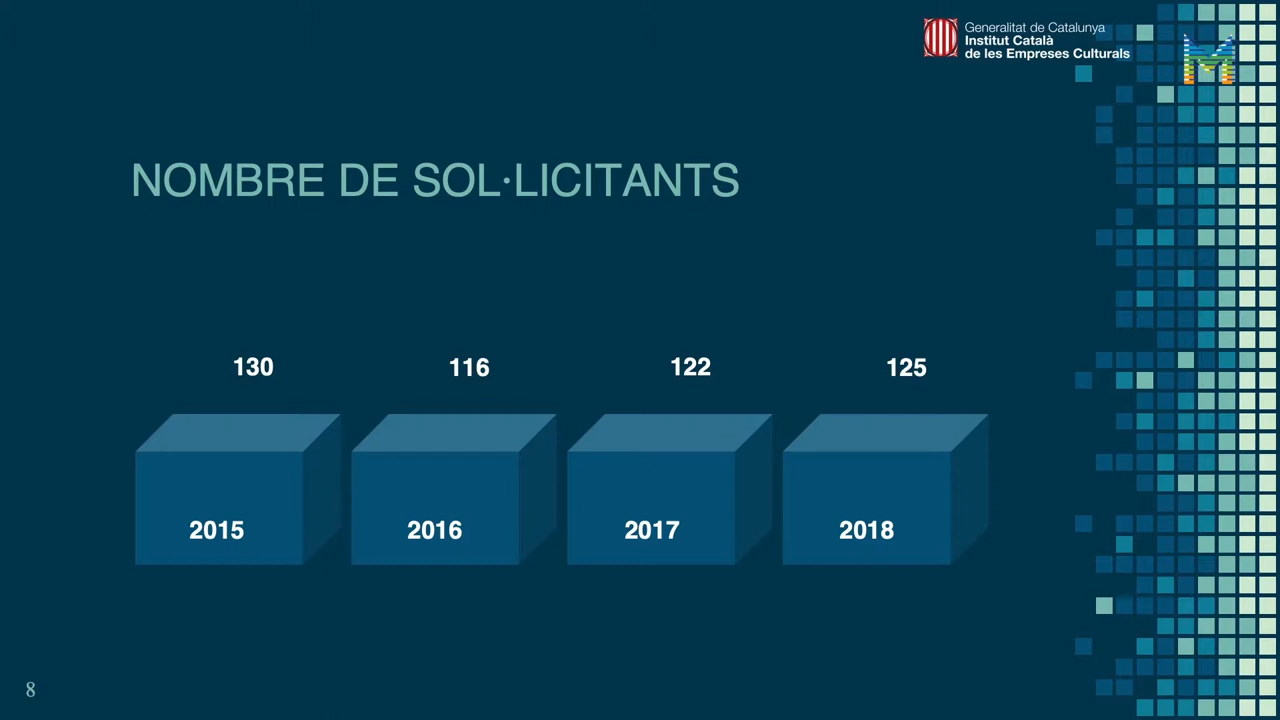 Generalitat de Catalunya
Institut Català
de les Empreses Culturals
NOMBRE DE SOL·LICITANTS
130 116 122 125
2015 2016 2017 2018
8